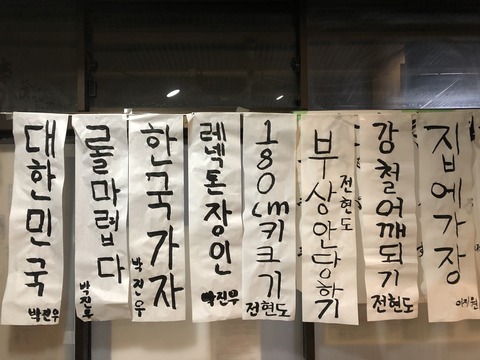 대한민국
박진우
롤마렵다
박진우
한국가자
박진우
레넥톤장인
박진우
180cm키크기
전현도
부상안당하기
전현도
강철어깨되기
전현도
집에가장